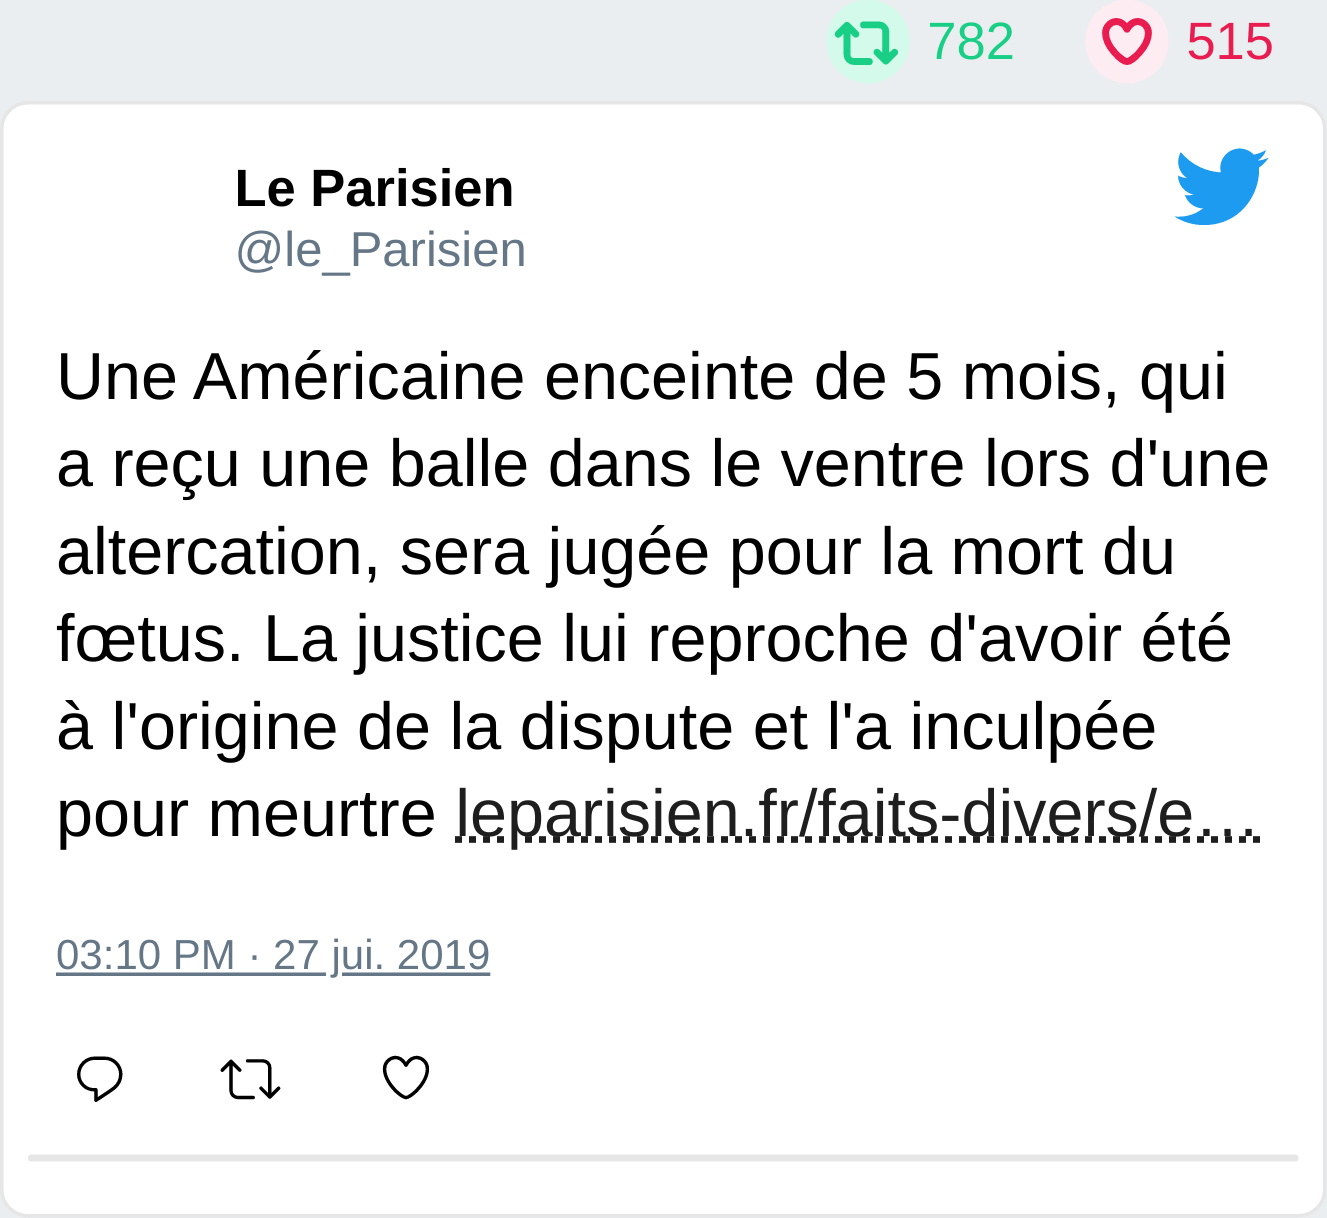 782 515
Le Parisien
@le_Parisien
Une Américaine enceinte de 5 mois, qui
a reçu une balle dans le ventre lors d'une
altercation, sera jugée pour la mort du
fœtus. La justice lui reproche d'avoir été
à l'origine de la dispute et l'a inculpée
pour meurtre leparisien.fr/faits-divers/e…
03:10 PM · 27 jui. 2019